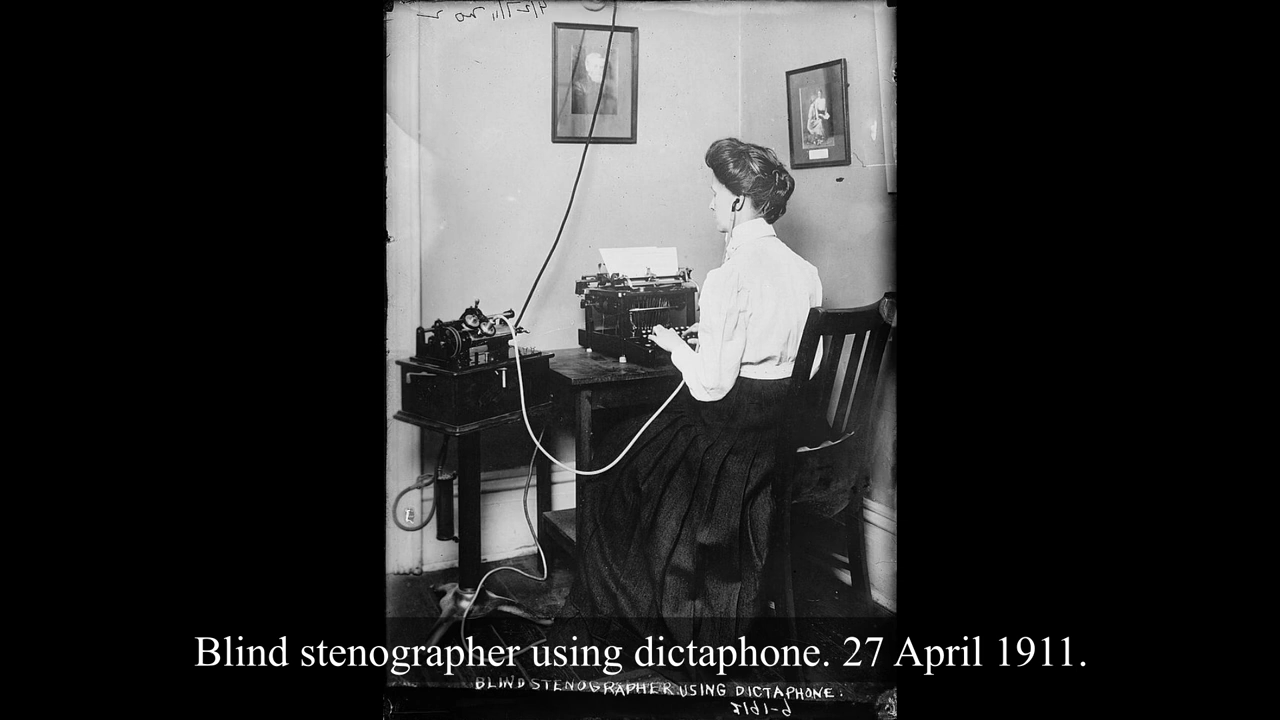 Blind stenographer using dictaphone. 27 April 1911.
BLIND STENOGRAPHER USING DICTAPHONE.